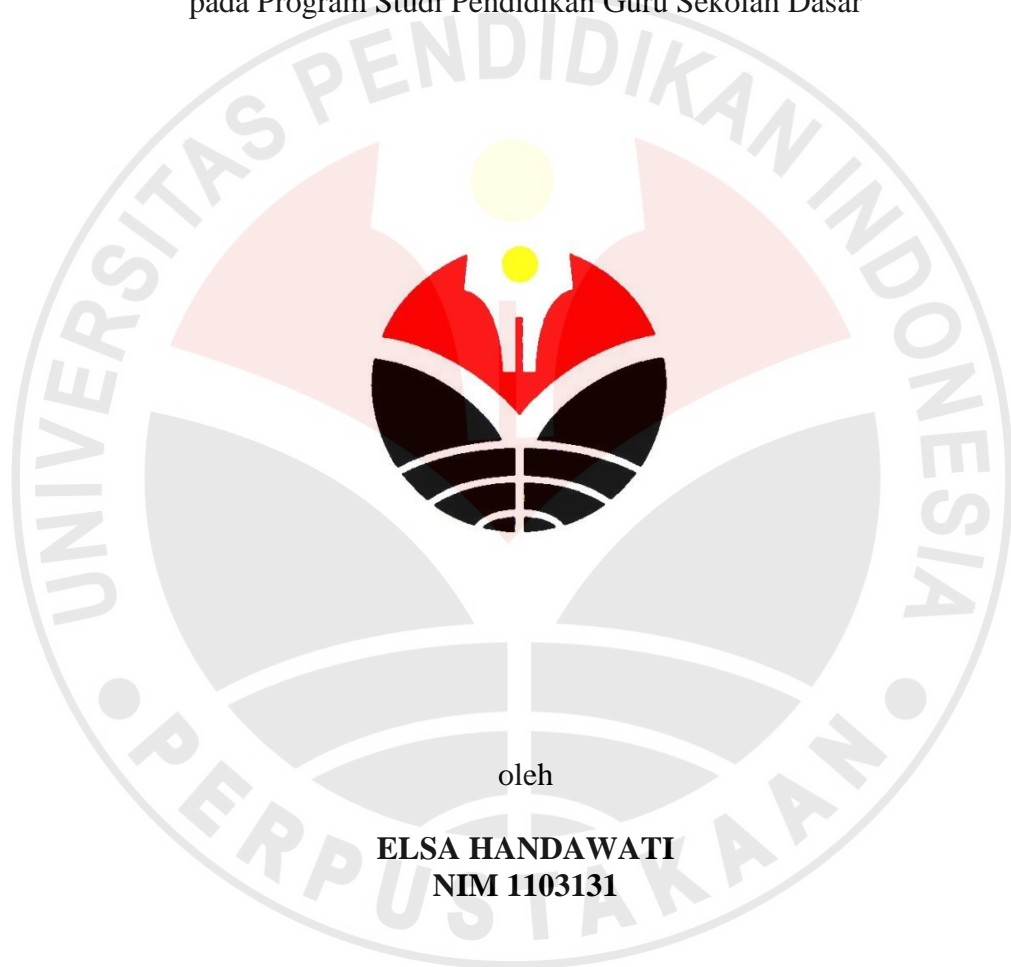 pada Program Studi Pendidikan Guru Sekolah Dasar
UNIVERSITAS PENDIDIKAN INDONESIA
PERPUSTAKAAN
oleh
ELSA HANDAWATI
NIM 1103131